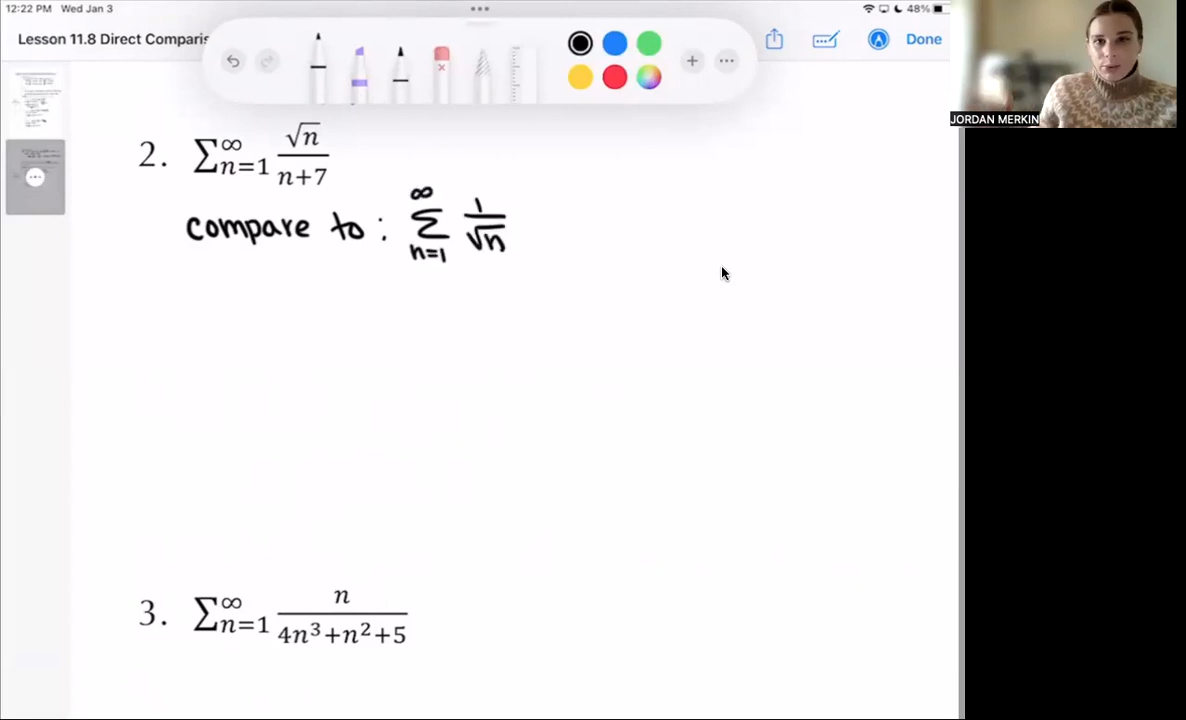 12:22 PM Wed Jan 3 48%
Lesson 11.8 Direct Comparis Done
JORDAN MERKIN
2. ∑_{n=1}^{∞} √n/(n+7)
compare to : ∑_{n=1}^{∞} 1/√n
3. ∑_{n=1}^{∞} n/(4n³+n²+5)